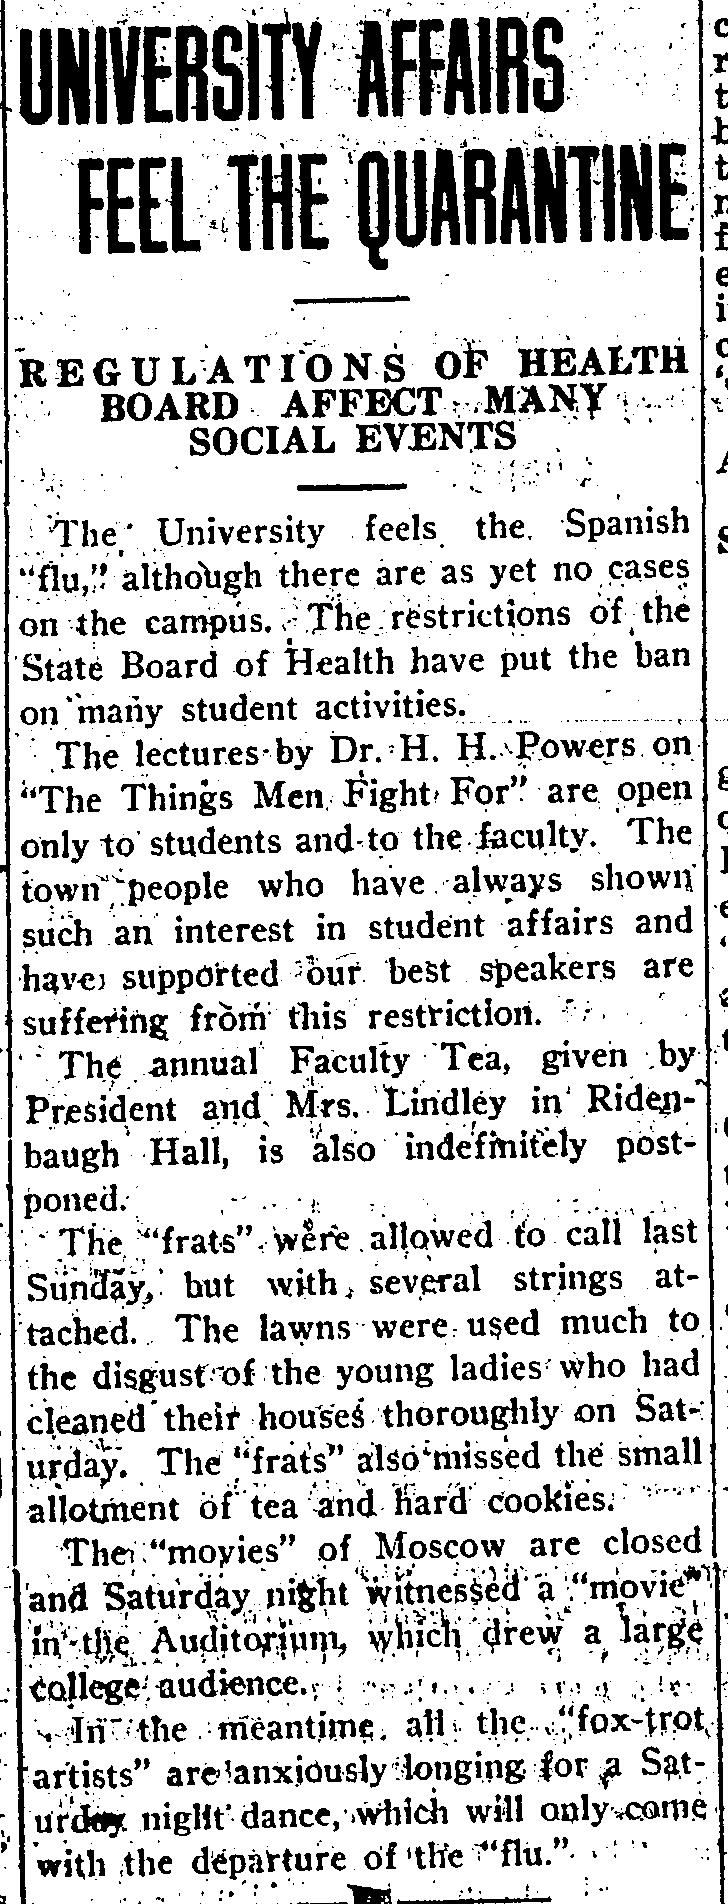 UNIVERSITY AFFAIRS
FEEL THE QUARANTINE
REGULATIONS OF HEALTH
BOARD AFFECT MANY
SOCIAL EVENTS
The University feels the Spanish
"flu," although there are as yet no cases
on the campus. The restrictions of the
State Board of Health have put the ban
on many student activities.
The lectures by Dr. H. H. Powers on
"The Things Men Fight For" are open
only to students and to the faculty. The
town people who have always shown
such an interest in student affairs and
have supported our best speakers are
suffering from this restriction.
The annual Faculty Tea, given by
President and Mrs. Lindley in Riden-
baugh Hall, is also indefinitely post-
poned.
The "frats" were allowed to call last
Sunday, but with several strings at-
tached. The lawns were used much to
the disgust of the young ladies who had
cleaned their houses thoroughly on Sat-
urday. The "frats" also missed the small
allotment of tea and hard cookies.
The "movies" of Moscow are closed
and Saturday night witnessed a "movie"
in the Auditorium, which drew a large
college audience.
In the meantime all the "fox-trot
artists" are anxiously longing for a Sat-
urday night dance, which will only come
with the departure of the "flu."